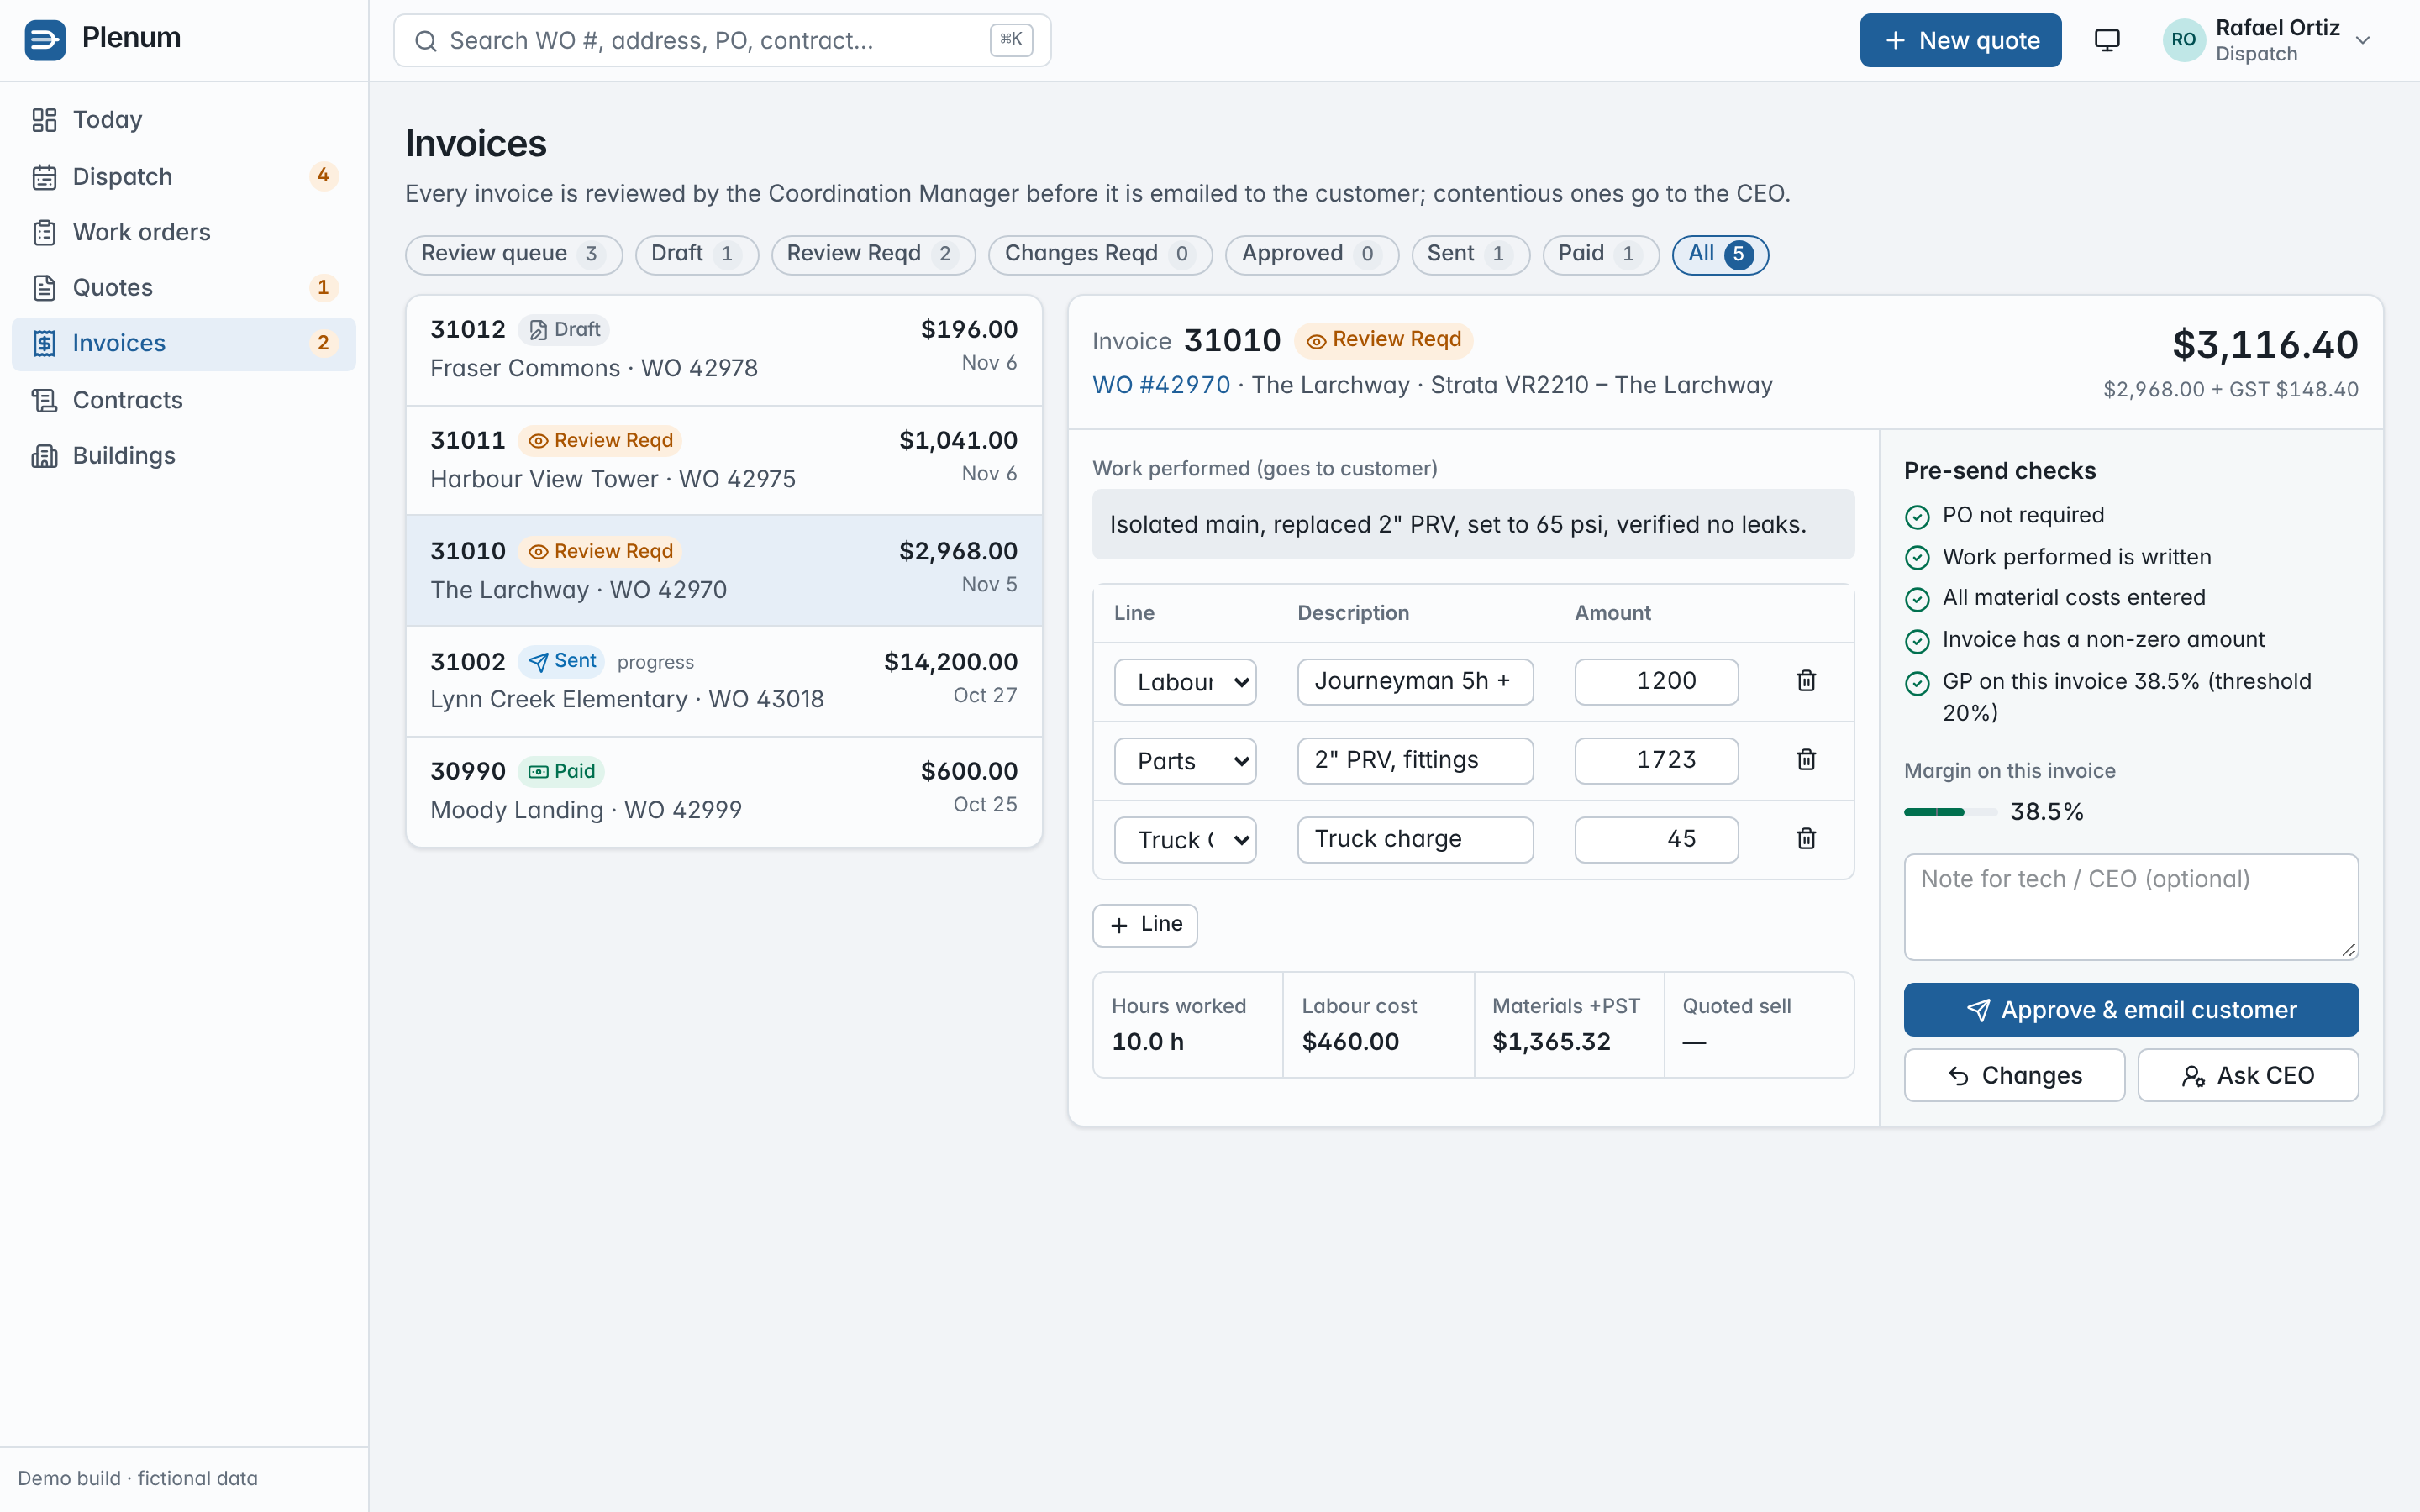 Plenum
Search WO #, address, PO, contract...
⌘K
+ New quote
RO
Rafael Ortiz
Dispatch
Today
Dispatch 4
Work orders
Quotes 1
Invoices 2
Contracts
Buildings
Demo build · fictional data
Invoices
Every invoice is reviewed by the Coordination Manager before it is emailed to the customer; contentious ones go to the CEO.
Review queue 3 Draft 1 Review Reqd 2 Changes Reqd 0 Approved 0 Sent 1 Paid 1 All 5
31012 Draft $196.00
Fraser Commons · WO 42978 Nov 6
31011 Review Reqd $1,041.00
Harbour View Tower · WO 42975 Nov 6
31010 Review Reqd $2,968.00
The Larchway · WO 42970 Nov 5
31002 Sent progress $14,200.00
Lynn Creek Elementary · WO 43018 Oct 27
30990 Paid $600.00
Moody Landing · WO 42999 Oct 25
Invoice 31010 Review Reqd $3,116.40
WO #42970 · The Larchway · Strata VR2210 – The Larchway $2,968.00 + GST $148.40
Work performed (goes to customer)
Isolated main, replaced 2" PRV, set to 65 psi, verified no leaks.
Line Description Amount
Labour Journeyman 5h + 1200
Parts 2" PRV, fittings 1723
Truck C Truck charge 45
+ Line
Hours worked Labour cost Materials +PST Quoted sell
10.0 h $460.00 $1,365.32 —
Pre-send checks
PO not required
Work performed is written
All material costs entered
Invoice has a non-zero amount
GP on this invoice 38.5% (threshold
20%)
Margin on this invoice
38.5%
Note for tech / CEO (optional)
Approve & email customer
Changes Ask CEO